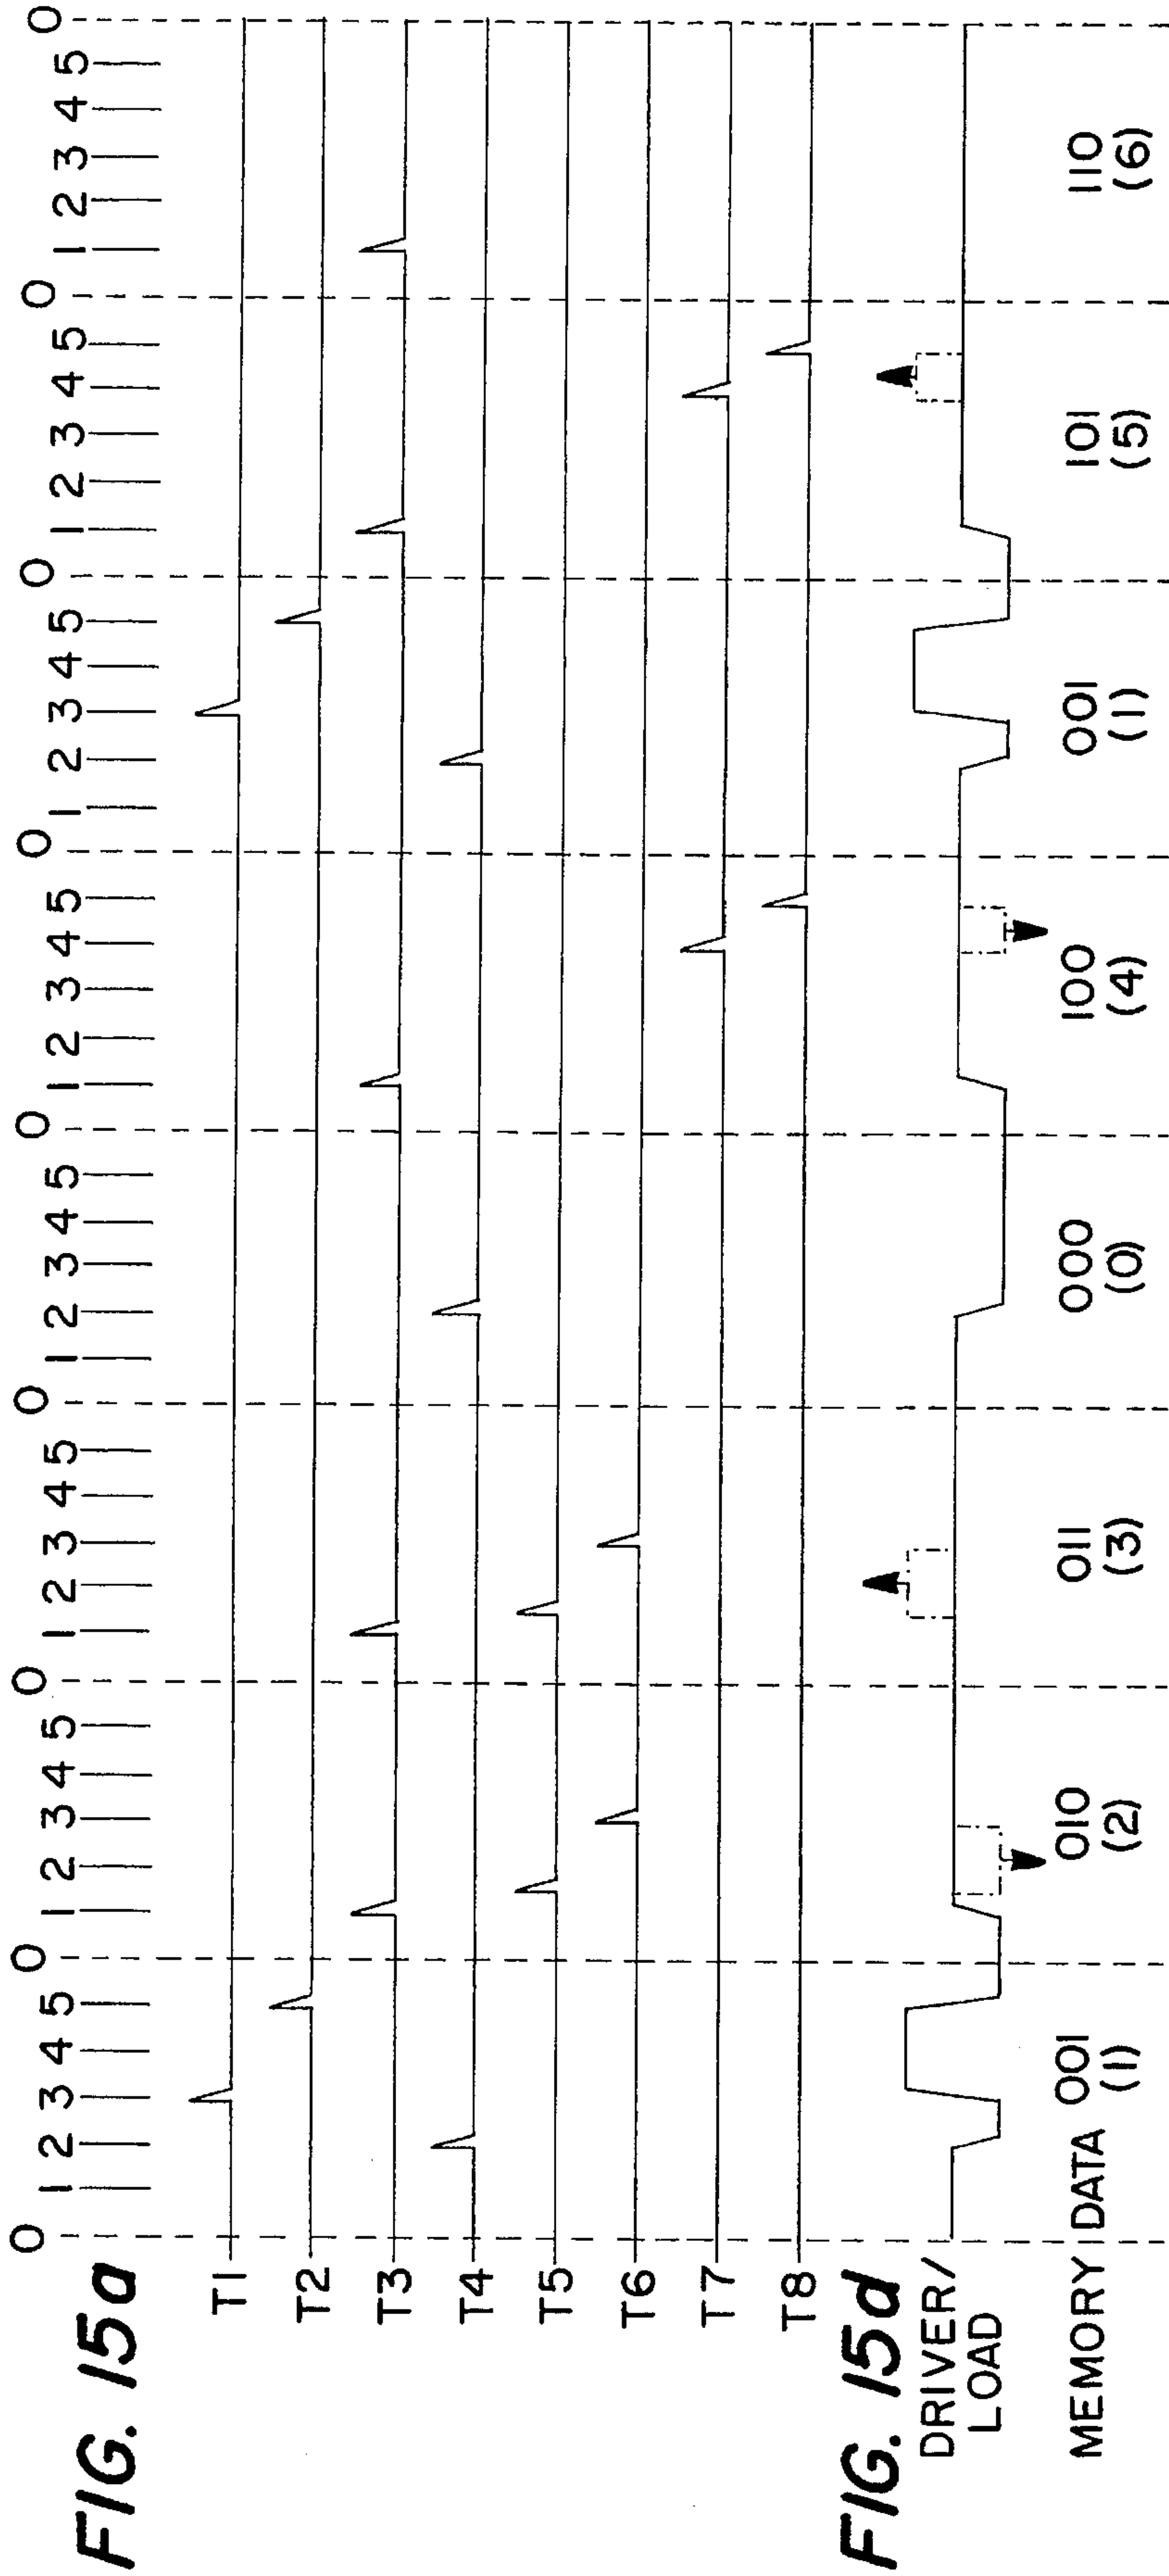 FIG. 15a
0 1 2 3 4 5 0 1 2 3 4 5 0 1 2 3 4 5 0 1 2 3 4 5 0 1 2 3 4 5 0 1 2 3 4 5 0 1 2 3 4 5 0 1 2 3 4 5 0
T1
T2
T3
T4
T5
T6
T7
T8
FIG. 15d
DRIVER/
LOAD
MEMORY DATA 001 010 011 000 100 001 101 110
(1) (2) (3) (0) (4) (1) (5) (6)